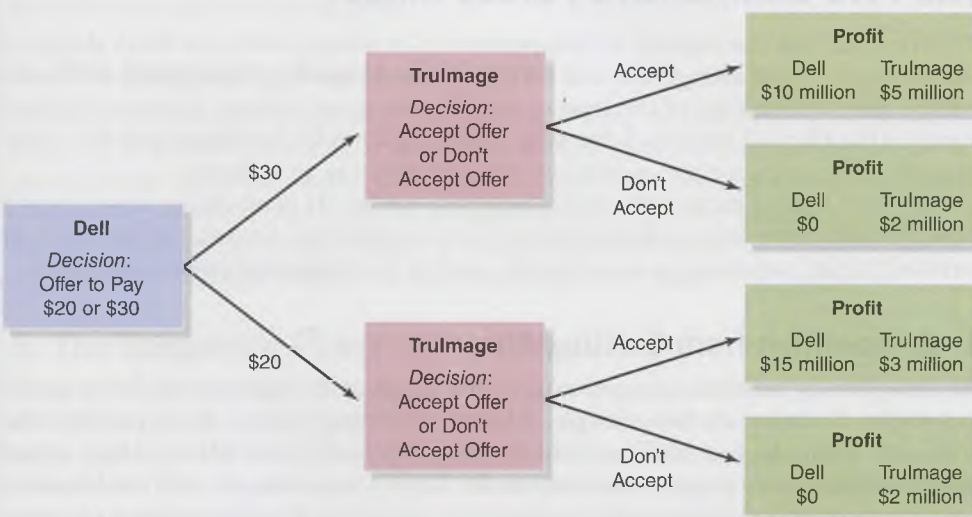 Dell
Decision:
Offer to Pay
$20 or $30
$30
$20
TruImage
Decision:
Accept Offer
or Don't
Accept Offer
Accept
Don't
Accept
Profit
Dell TruImage
$10 million $5 million
Profit
Dell TruImage
$0 $2 million
TruImage
Decision:
Accept Offer
or Don't
Accept Offer
Accept
Don't
Accept
Profit
Dell TruImage
$15 million $3 million
Profit
Dell TruImage
$0 $2 million